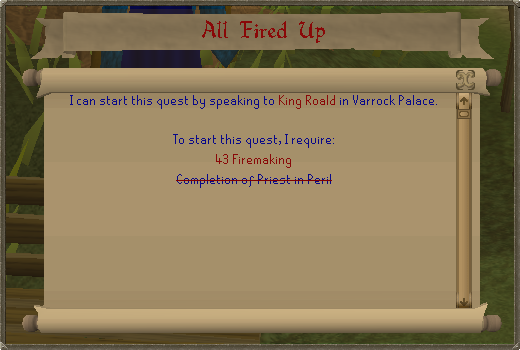 All Fired Up
I can start this quest by speaking to King Roald in Varrock Palace.
To start this quest, I require:
43 Firemaking
Completion of Priest in Peril